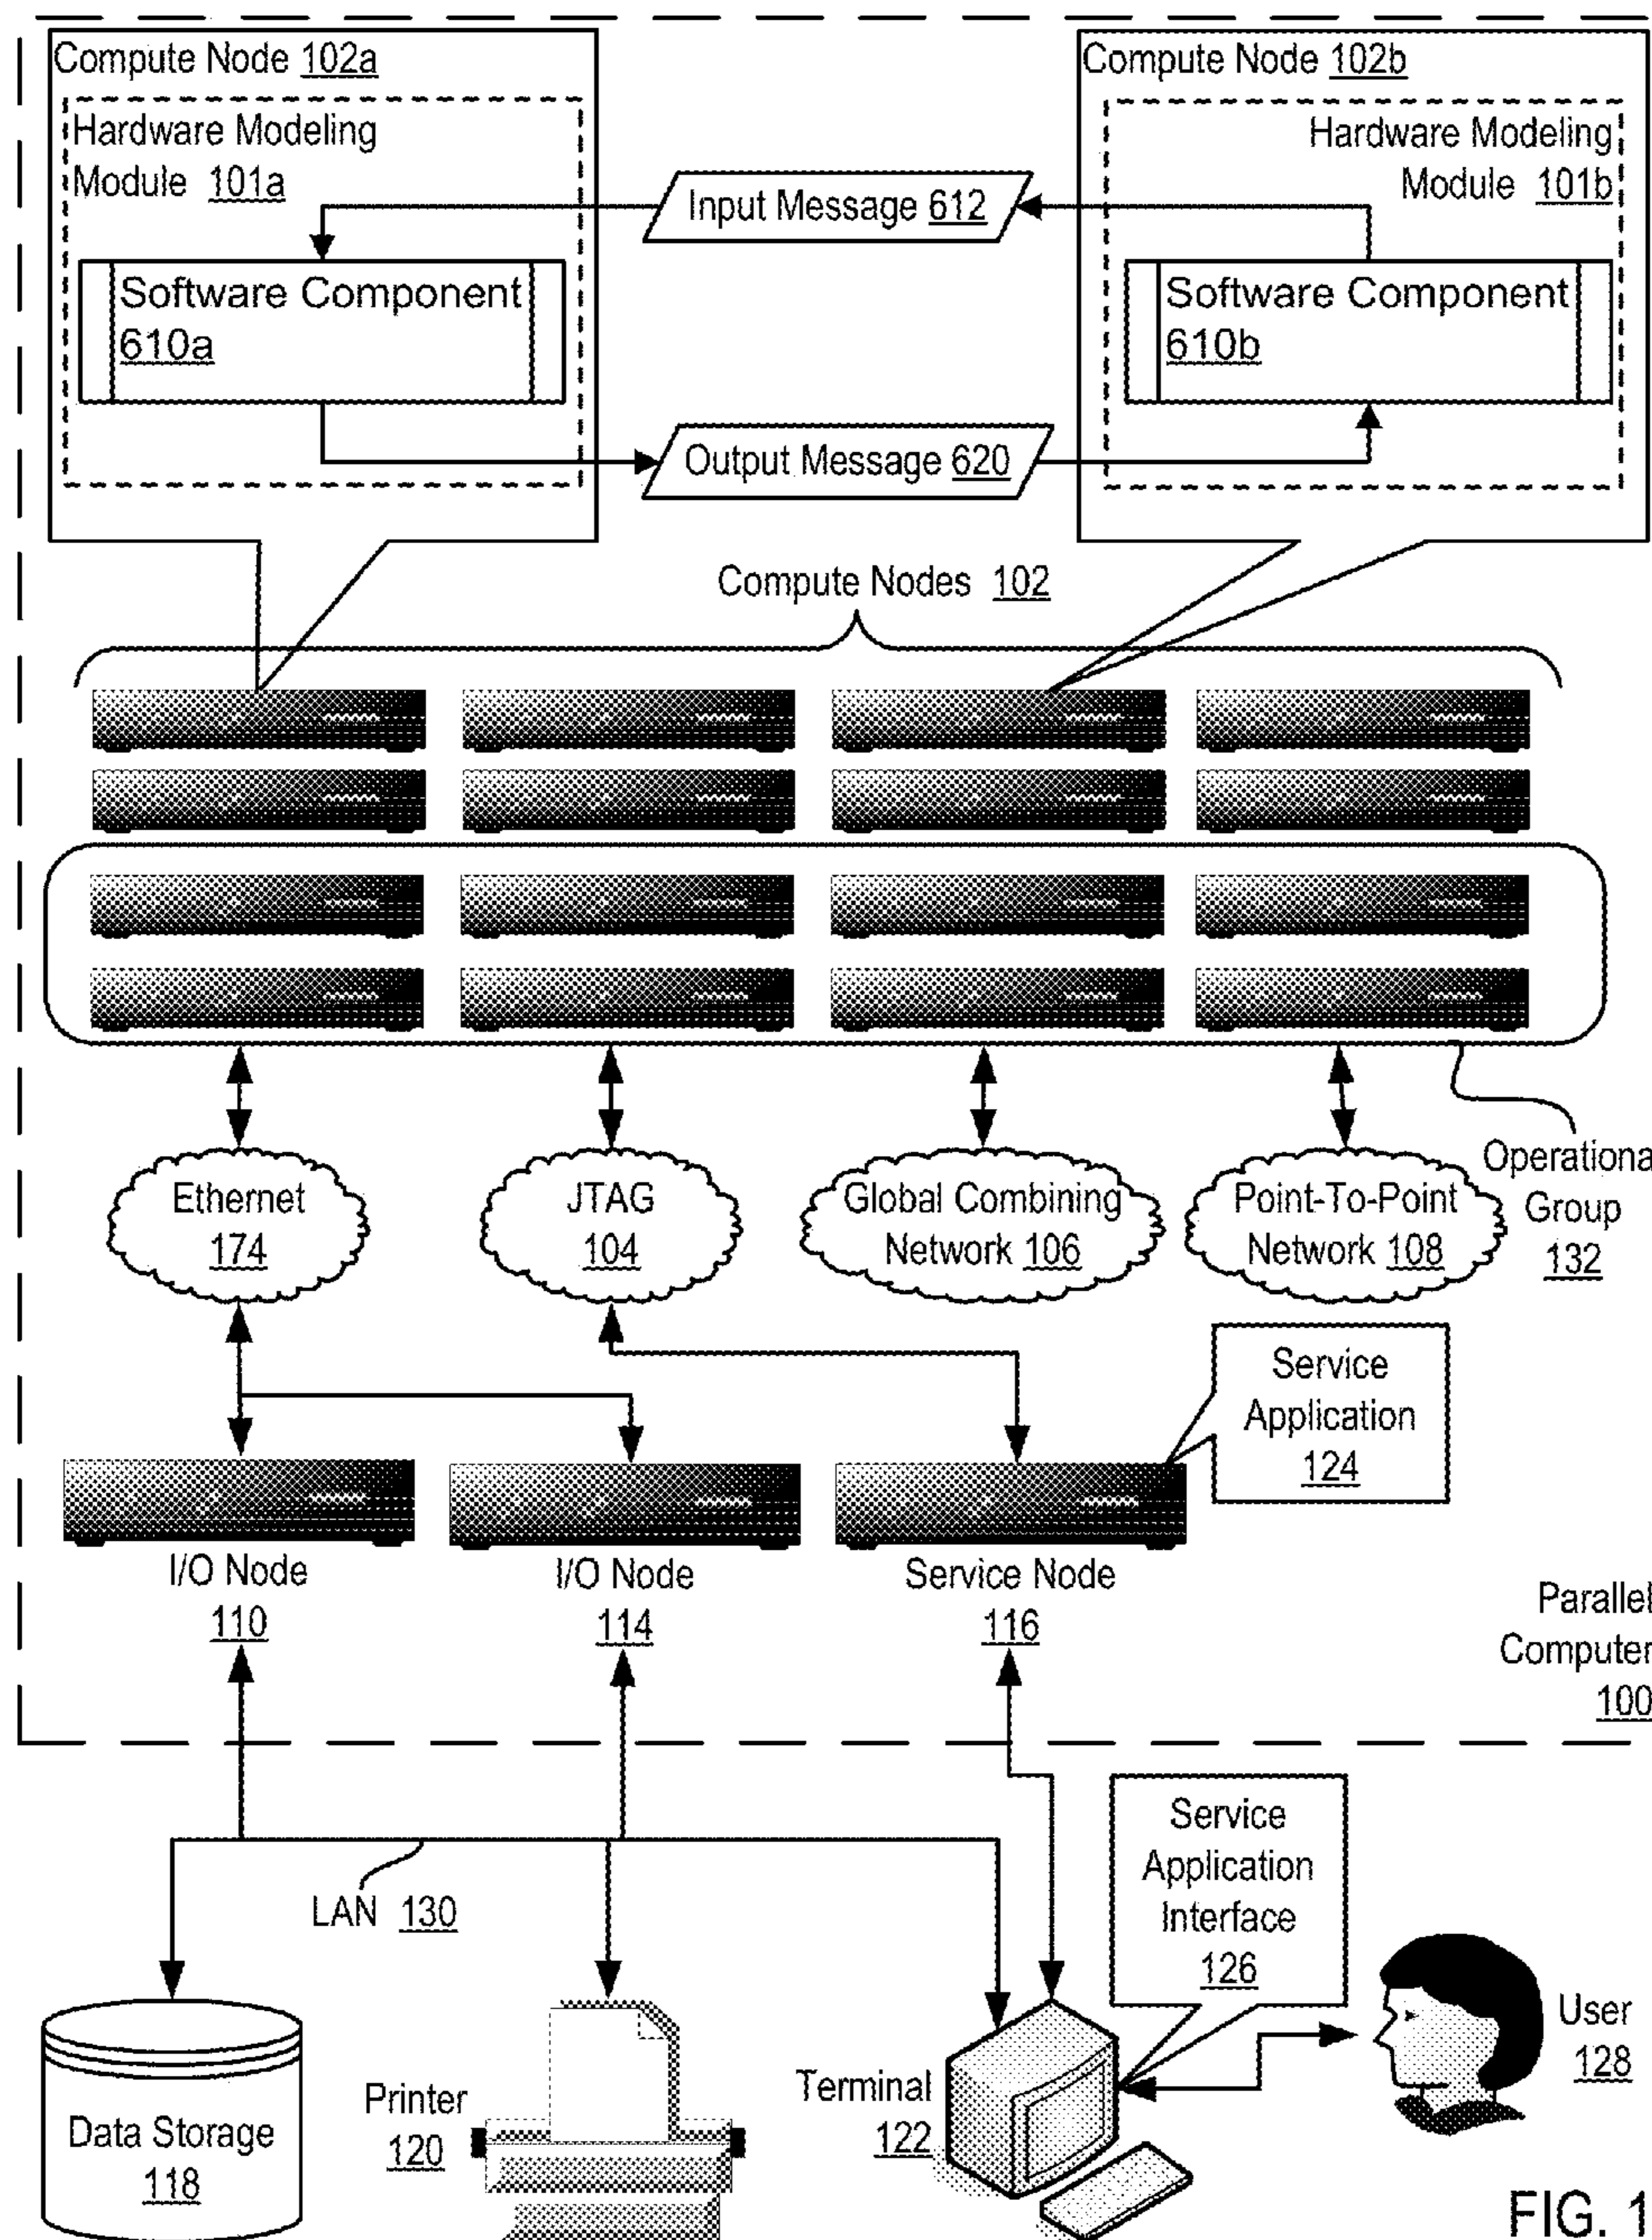 Compute Node 102a
Hardware Modeling
Module 101a
Software Component
610a
Input Message 612
Output Message 620
Compute Node 102b
Hardware Modeling
Module 101b
Software Component
610b
Compute Nodes 102
Ethernet
174
JTAG
104
Global Combining
Network 106
Point-To-Point
Network 108
Operationa
Group
132
Service
Application
124
I/O Node
110
I/O Node
114
Service Node
116
Parallel
Computer
100
LAN 130
Service
Application
Interface
126
Data Storage
118
Printer
120
Terminal
122
User
128
FIG. 1